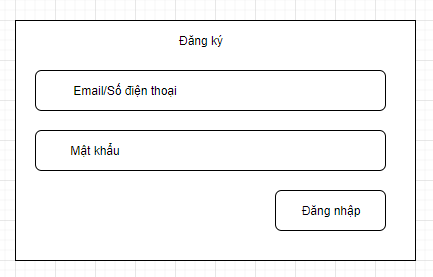 Đăng ký
Email/Số điện thoại
Mật khẩu
Đăng nhập